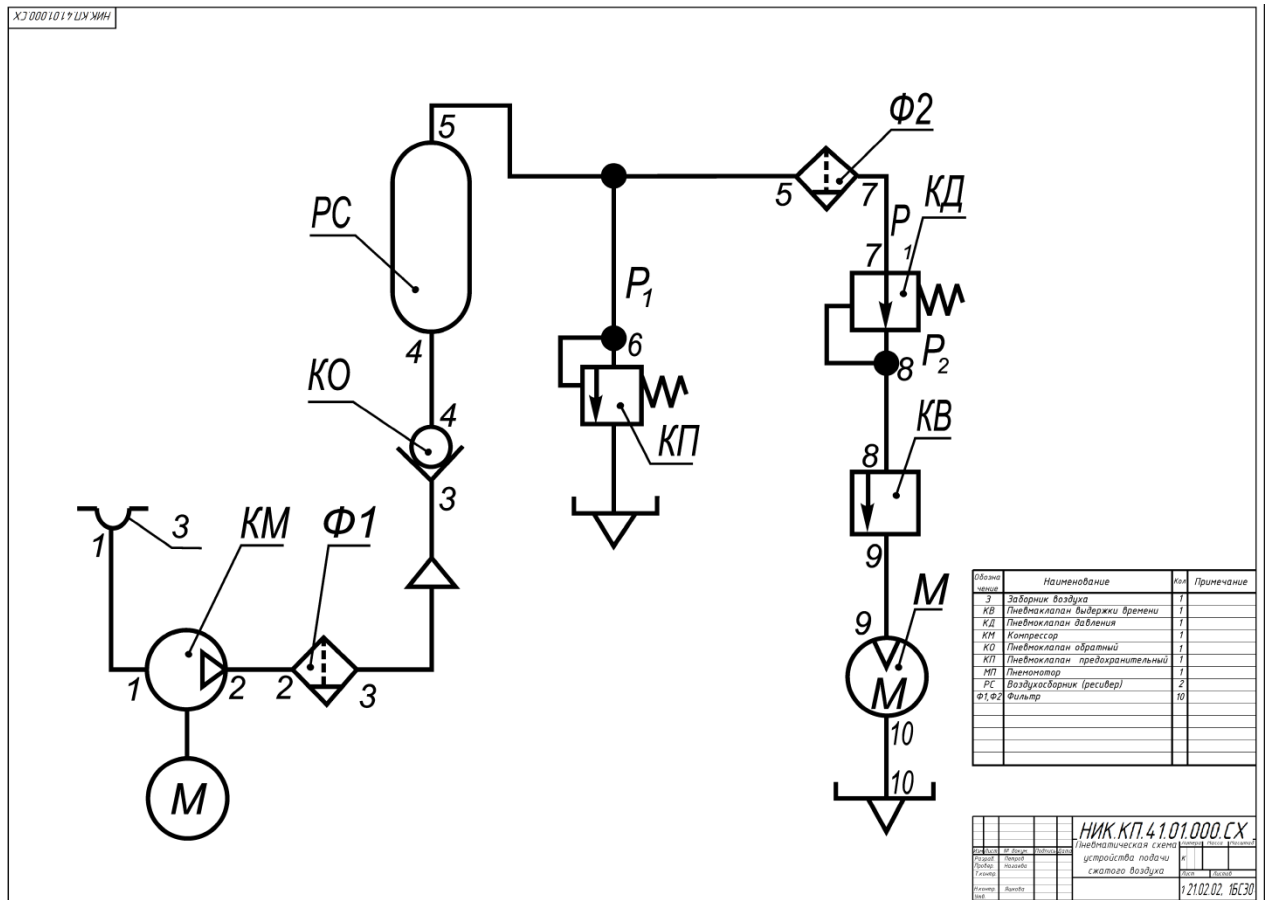 НИК.КП.41.01.000.СХ
5
Ф2
5
7
КД
РС
Р
1
7
Р₁
4
6
Р₂
8
КО
КВ
4
КП
8
3
3
КМ
Ф1
1
9
М
9
1
2
2
3
М
10
М
10
Обозна чение Наименование Кол Примечание
З Заборник воздуха 1
КВ Пневмаклапан выдержки времени 1
КД Пневмоклапан давления 1
КМ Компрессор 1
КО Пневмоклапан обратный 1
КП Пневмоклапан предохранительный 1
МП Пнемомотор 1
РС Воздухосборник (ресивер) 2
Ф1,Ф2 Фильтр 10
НИК.КП.41.01.000.СХ
Пневматическая схема
устройства подачи
сжатого воздуха
Изм Лист № докум. Подпись Дата
Разраб. Петров
Провер.
Т.контр.
Н.контр.
Утв.
Масса Масштаб
К
Лист Листов
21.02.02, 1БС30